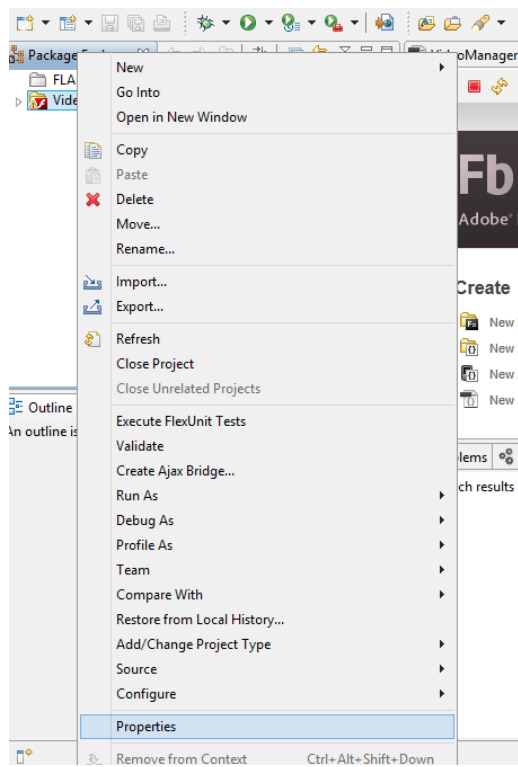 Package
VideoManager
FLA
Vide
New
Go Into
Open in New Window
Copy
Paste
Delete
Move...
Rename...
Import...
Export...
Refresh
Close Project
Close Unrelated Projects
Execute FlexUnit Tests
Validate
Create Ajax Bridge...
Run As
Debug As
Profile As
Team
Compare With
Restore from Local History...
Add/Change Project Type
Source
Configure
Properties
Remove from Context Ctrl+Alt+Shift+Down
Fb
Adobe
Create
New
New
New
New
Outline
An outline is
lems
ch results